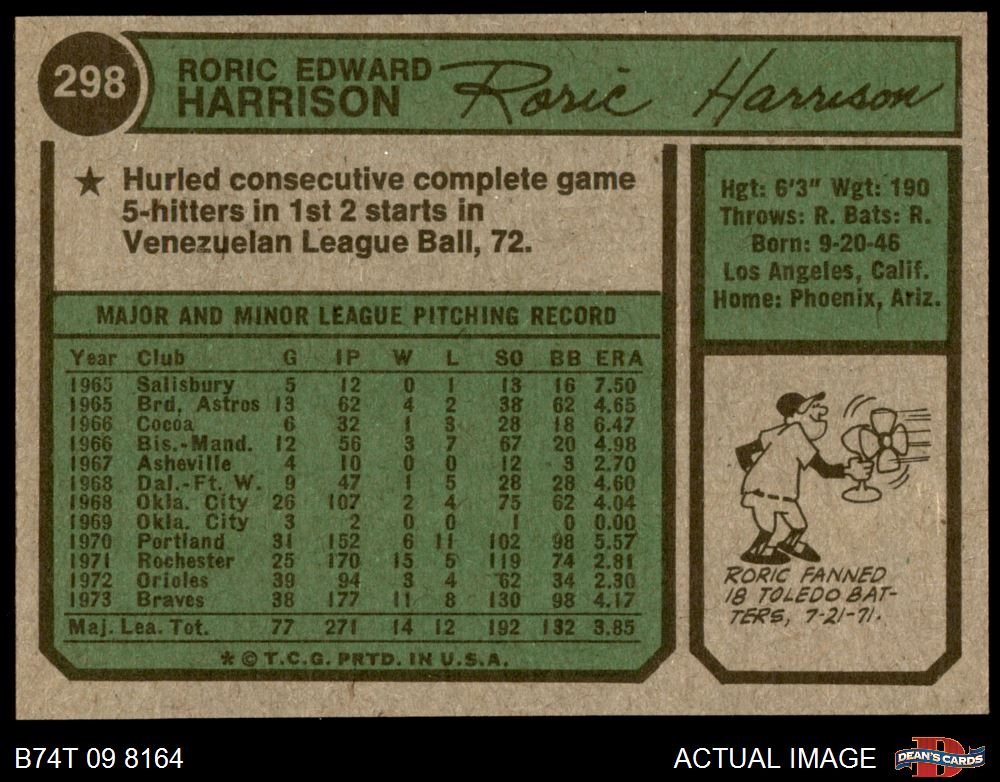 298
RORIC EDWARD
HARRISON
Roric Harrison
★ Hurled consecutive complete game
5-hitters in 1st 2 starts in
Venezuelan League Ball, 72.
Hgt: 6'3" Wgt: 190
Throws: R. Bats: R.
Born: 9-20-46
Los Angeles, Calif.
Home: Phoenix, Ariz.
MAJOR AND MINOR LEAGUE PITCHING RECORD
Year Club G IP W L SO BB ERA
1965 Salisbury 5 12 0 1 13 16 7.50
1965 Brd. Astros 13 62 4 2 38 62 4.65
1966 Cocoa 6 32 1 3 28 18 6.47
1966 Bis.-Mand. 12 56 3 7 67 20 4.98
1967 Asheville 4 10 0 0 12 3 2.70
1968 Dal.-Ft. W. 9 47 1 5 28 28 4.60
1968 Okla. City 26 107 2 4 75 62 4.04
1969 Okla. City 3 2 0 0 1 0 0.00
1970 Portland 31 152 6 11 102 98 5.57
1971 Rochester 25 170 15 5 119 74 2.81
1972 Orioles 39 94 3 4 62 34 2.30
1973 Braves 38 177 11 8 130 98 4.17
Maj. Lea. Tot. 77 271 14 12 192 132 3.85
* © T.C.G. PRTD. IN U.S.A.
RORIC FANNED
18 TOLEDO BAT-
TERS, 7-21-71.
B74T 09 8164
ACTUAL IMAGE
D
DEAN'S CARDS